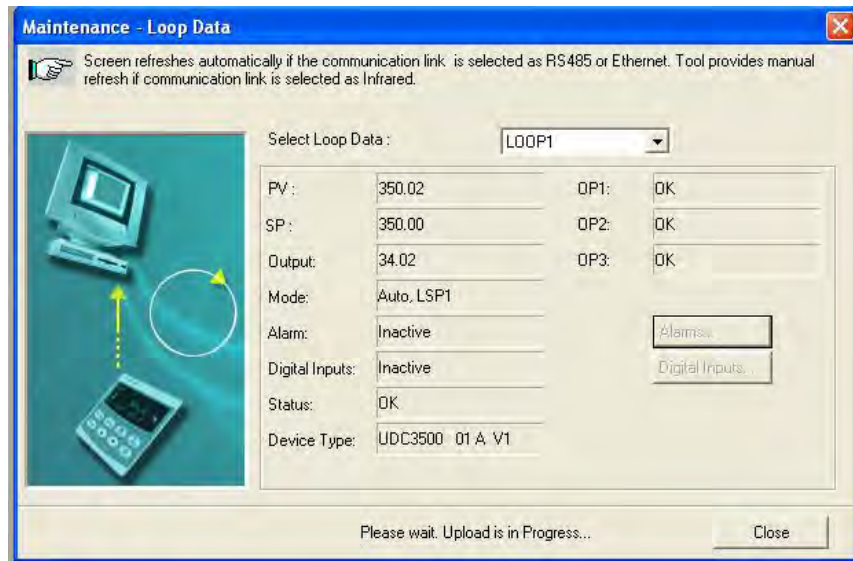 Maintenance - Loop Data
Screen refreshes automatically if the communication link is selected as RS485 or Ethernet. Tool provides manual
refresh if communication link is selected as Infrared.
Select Loop Data : LOOP1
PV : 350.02 OP1: OK
SP : 350.00 OP2: OK
Output: 34.02 OP3: OK
Mode: Auto, LSP1
Alarm: Inactive Alarms...
Digital Inputs: Inactive Digital Inputs...
Status: OK
Device Type: UDC3500 01 A V1
Please wait. Upload is in Progress... Close